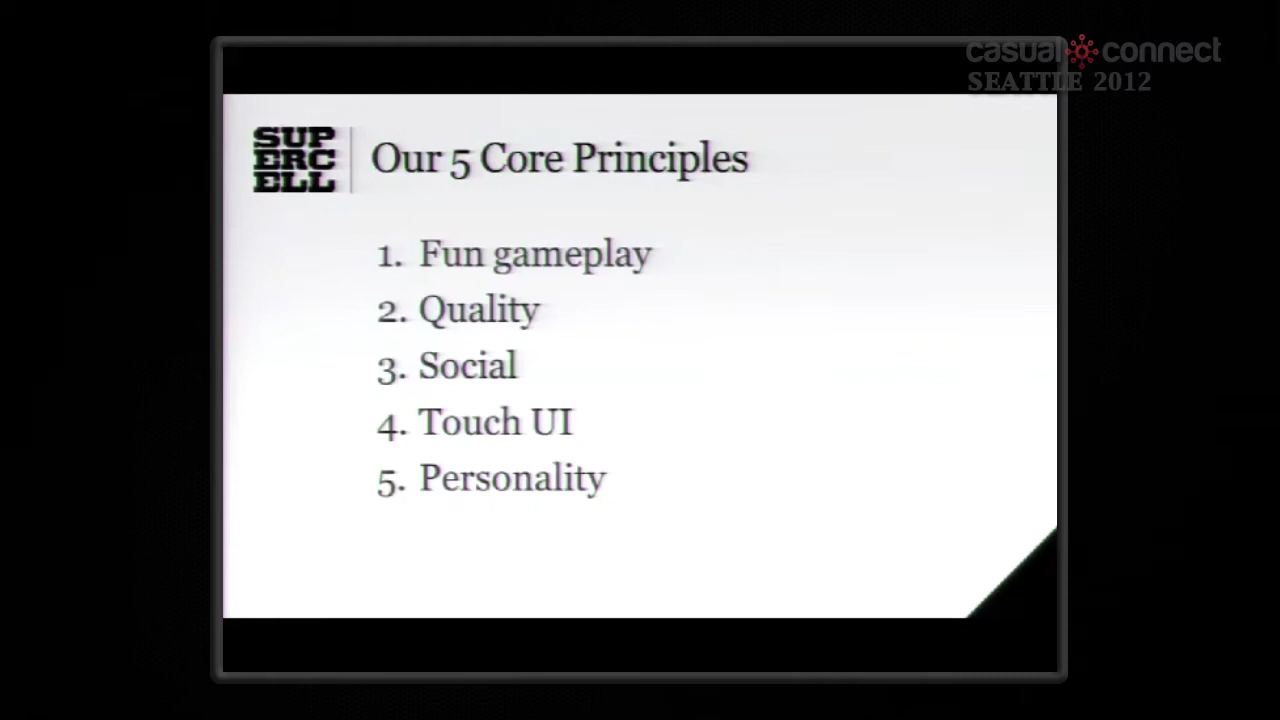 casual connect
SEATTLE 2012
SUP
ERC
ELL
Our 5 Core Principles
1. Fun gameplay
2. Quality
3. Social
4. Touch UI
5. Personality